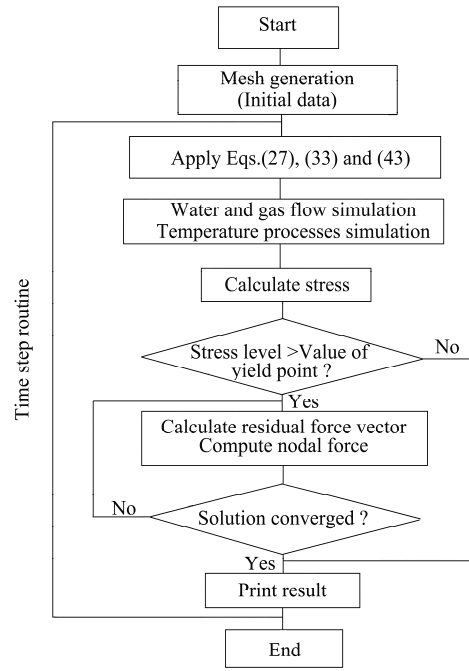 Start
Mesh generation
(Initial data)
Apply Eqs.(27), (33) and (43)
Water and gas flow simulation
Temperature processes simulation
Calculate stress
Stress level >Value of
yield point ?
No
Yes
Calculate residual force vector
Compute nodal force
No
Solution converged ?
Yes
Print result
End
Time step routine